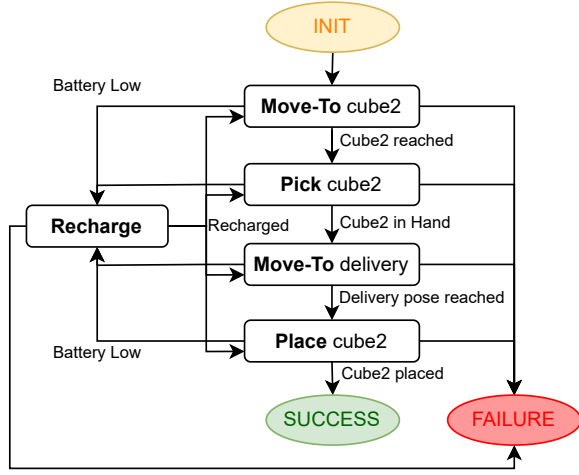 INIT
Battery Low
Move-To cube2
Cube2 reached
Pick cube2
Recharge
Recharged
Cube2 in Hand
Move-To delivery
Delivery pose reached
Place cube2
Battery Low
Cube2 placed
SUCCESS
FAILURE